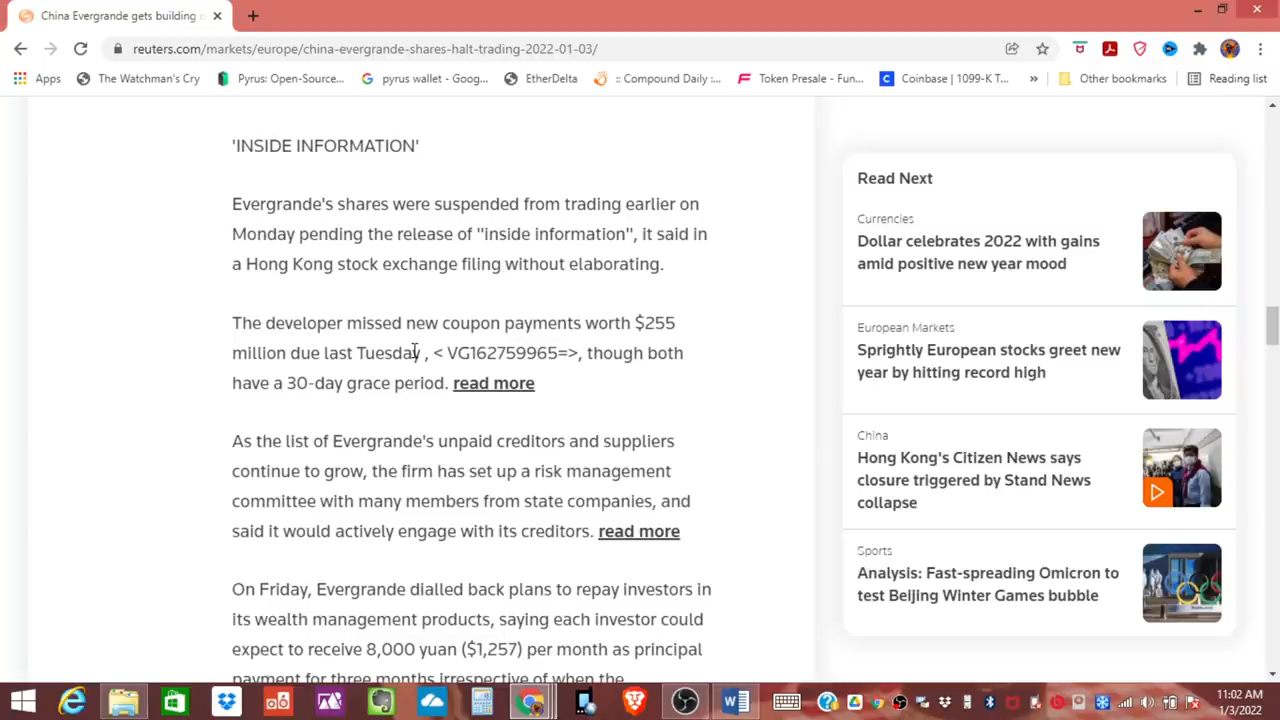 China Evergrande gets building
reuters.com/markets/europe/china-evergrande-shares-halt-trading-2022-01-03/
Apps
The Watchman's Cry
Pyrus: Open-Source...
pyrus wallet - Goog...
EtherDelta
:: Compound Daily :...
Token Presale - Fun...
Coinbase | 1099-K T...
»
Other bookmarks
Reading list
'INSIDE INFORMATION'
Evergrande's shares were suspended from trading earlier on
Monday pending the release of "inside information", it said in
a Hong Kong stock exchange filing without elaborating.
The developer missed new coupon payments worth $255
million due last Tuesday , < VG162759965=>, though both
have a 30-day grace period. read more
As the list of Evergrande's unpaid creditors and suppliers
continue to grow, the firm has set up a risk management
committee with many members from state companies, and
said it would actively engage with its creditors. read more
On Friday, Evergrande dialled back plans to repay investors in
its wealth management products, saying each investor could
expect to receive 8,000 yuan ($1,257) per month as principal
payment for three months irrespective of when the
Read Next
Currencies
Dollar celebrates 2022 with gains
amid positive new year mood
European Markets
Sprightly European stocks greet new
year by hitting record high
China
Hong Kong's Citizen News says
closure triggered by Stand News
collapse
Sports
Analysis: Fast-spreading Omicron to
test Beijing Winter Games bubble
11:02 AM
1/3/2022